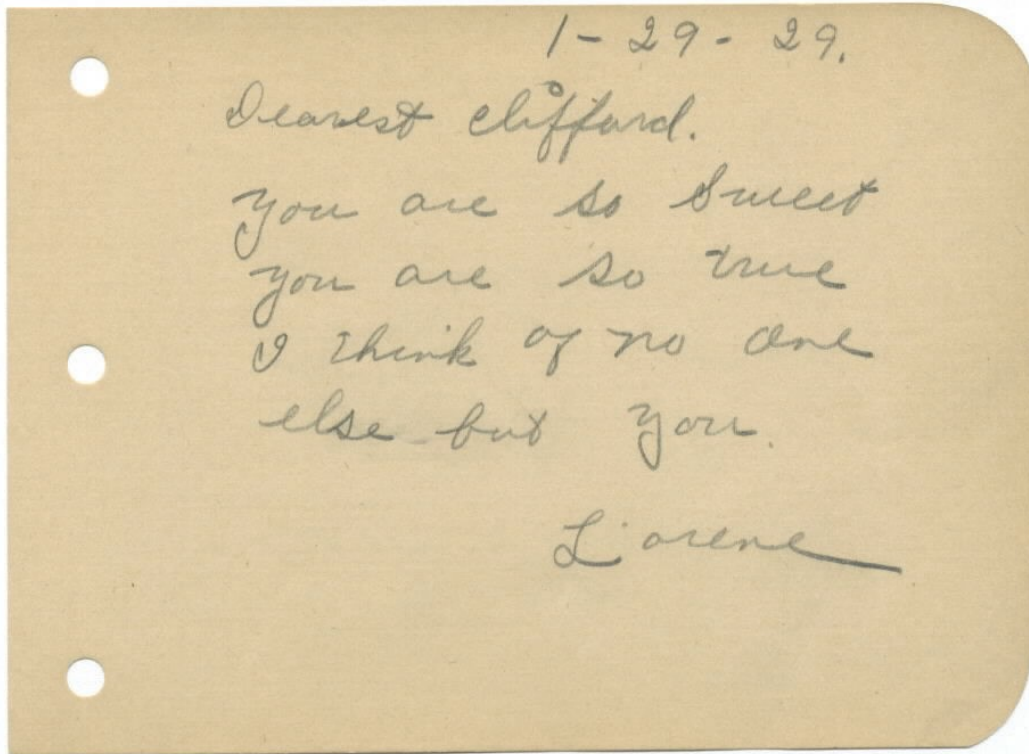 1-29-29.
Dearest Clifford.
You are so sweet
you are so true
I think of no one
else but you.
Lorene